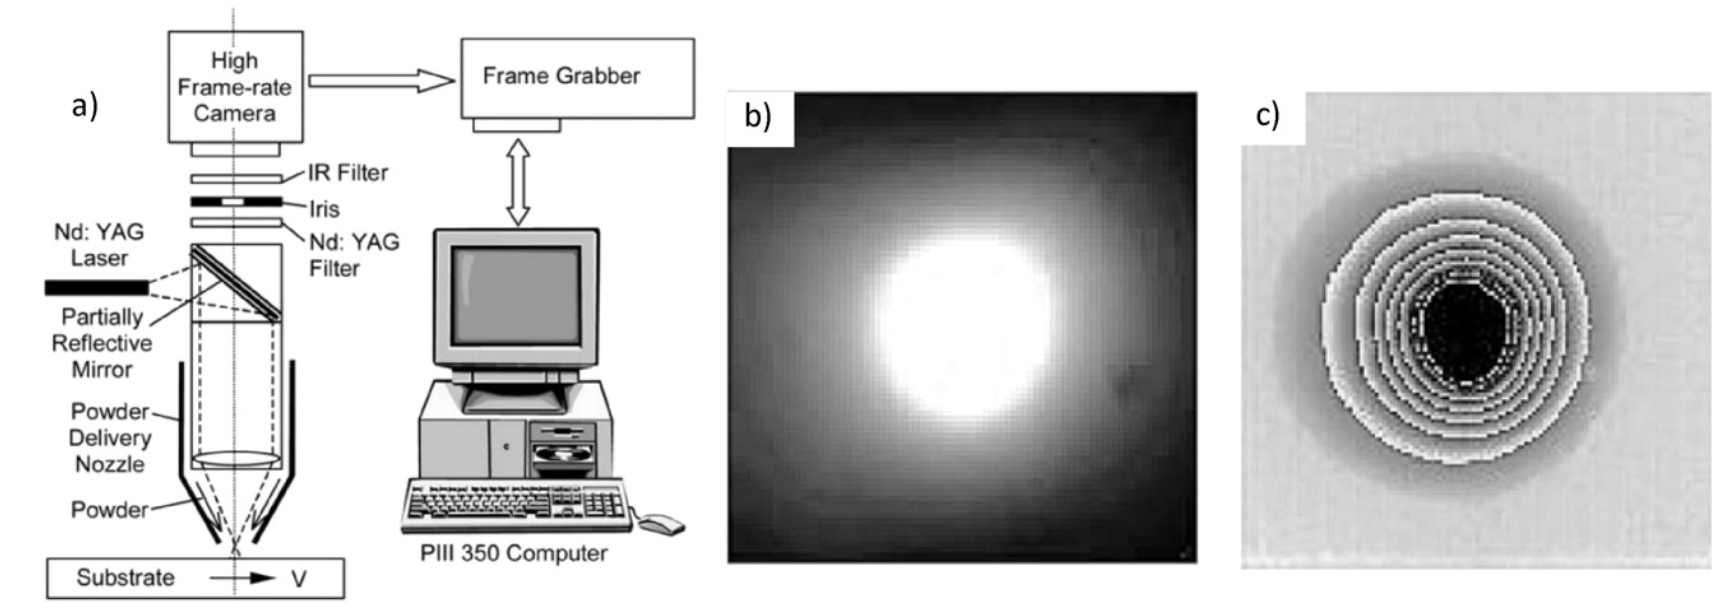 a)
High
Frame-rate
Camera
Frame Grabber
IR Filter
Iris
Nd: YAG
Filter
Nd: YAG
Laser
Partially
Reflective
Mirror
Powder
Delivery
Nozzle
Powder
Substrate
V
PIII 350 Computer
b)
c)